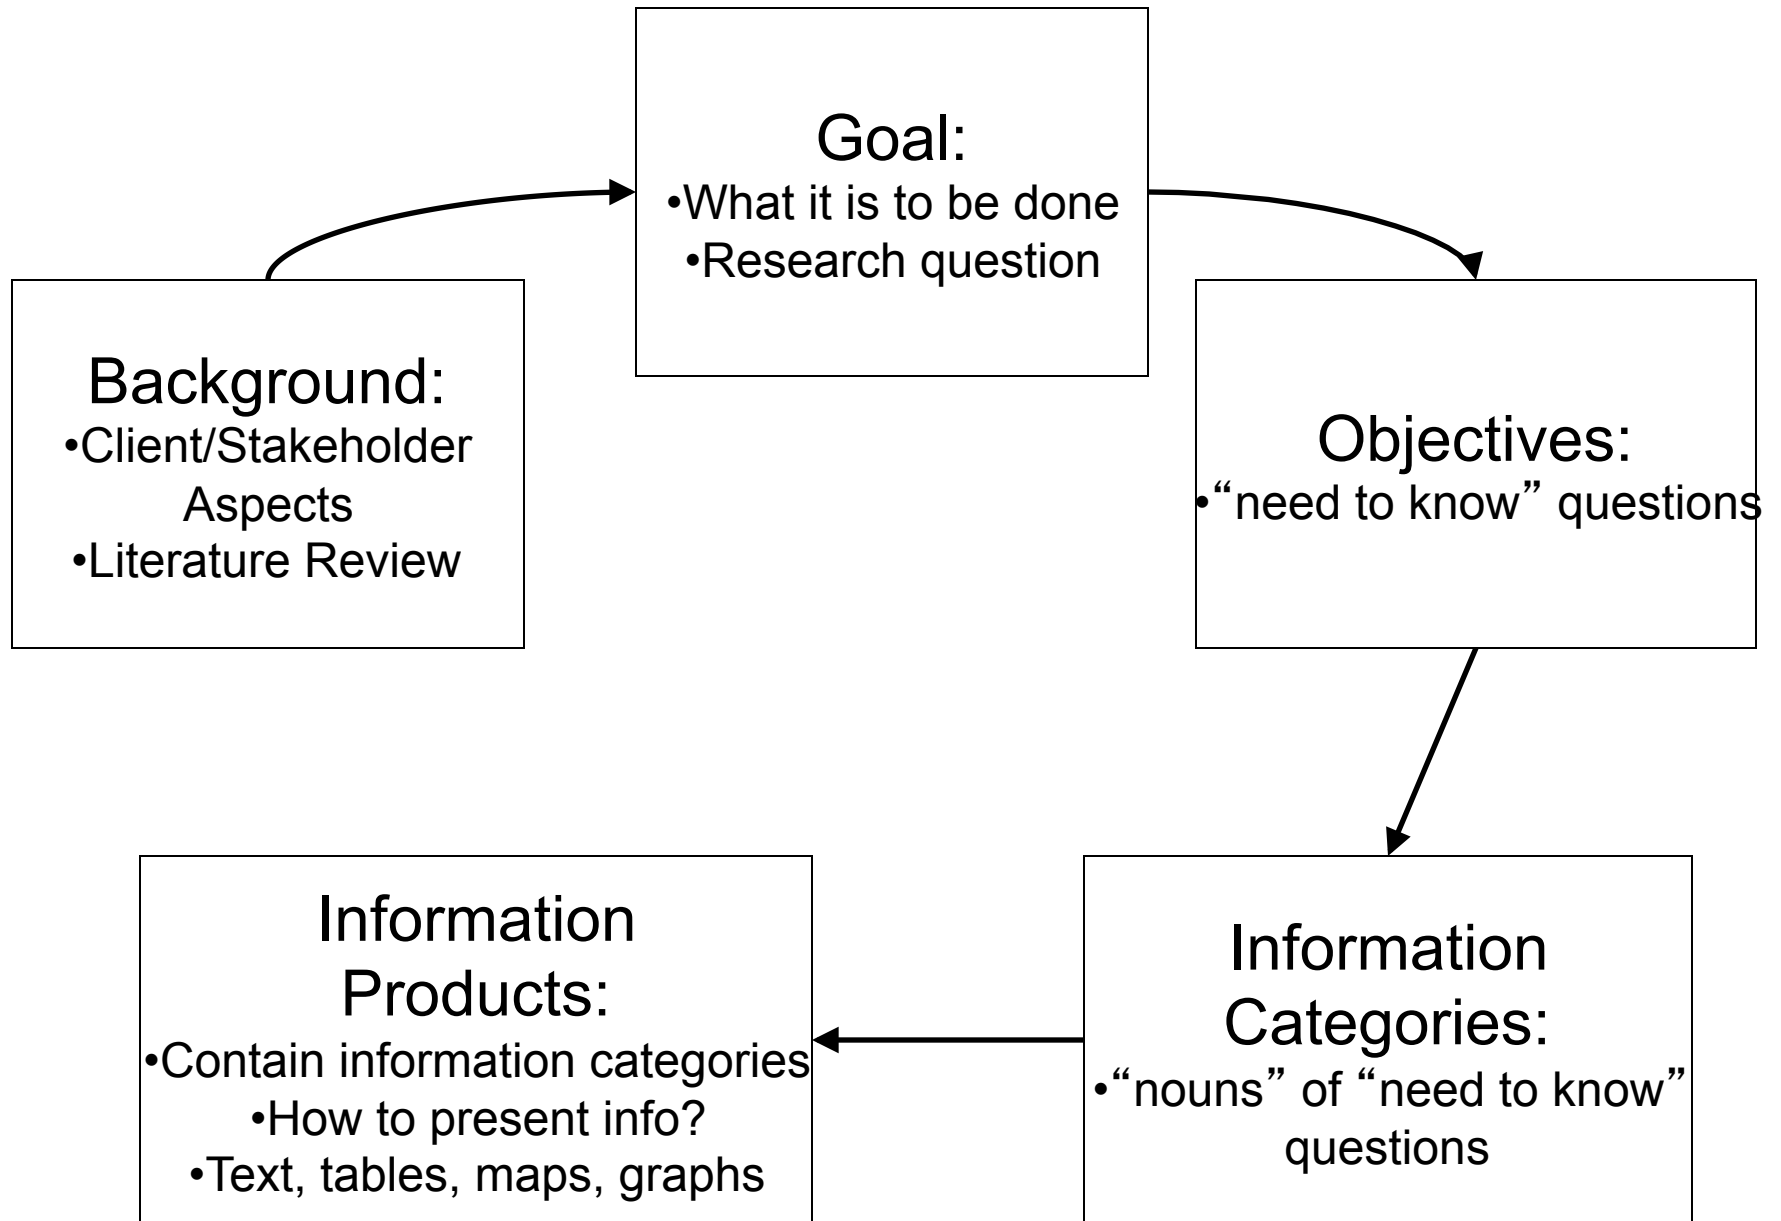 Goal:
•What it is to be done
•Research question
Background:
•Client/Stakeholder
Aspects
•Literature Review
Objectives:
•“need to know” questions
Information
Products:
•Contain information categories
•How to present info?
•Text, tables, maps, graphs
Information
Categories:
•“nouns” of “need to know”
questions